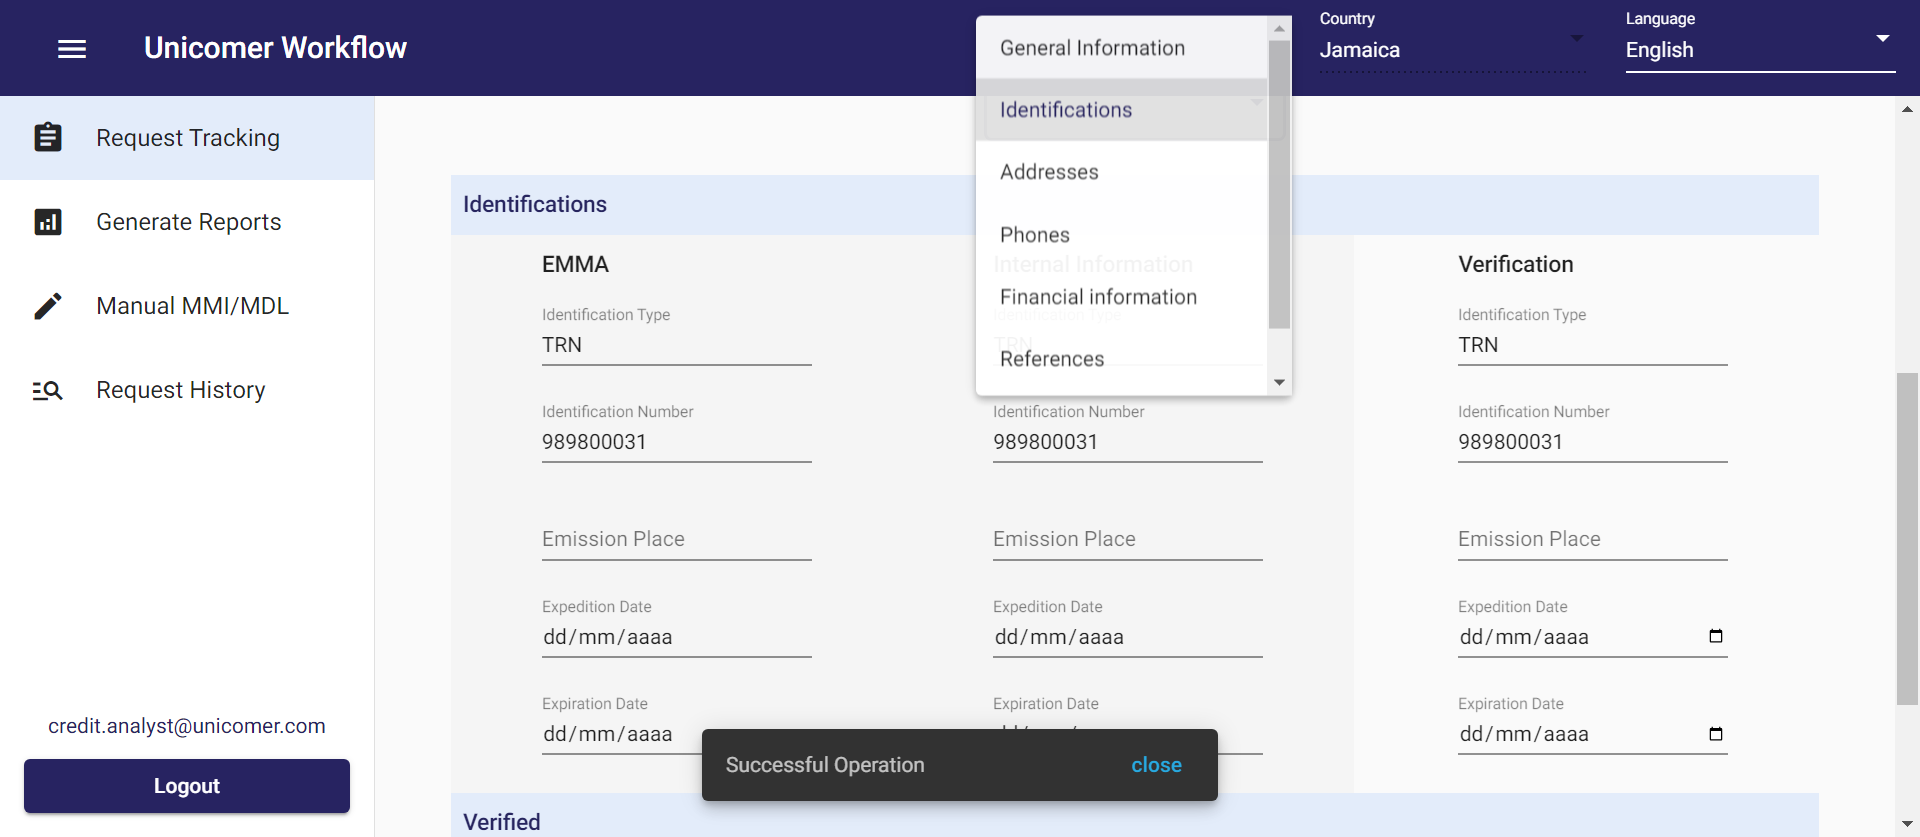 Unicomer Workflow
Country
Jamaica
Language
English
Request Tracking
Generate Reports
Manual MMI/MDL
Request History
credit.analyst@unicomer.com
Logout
General Information
Identifications
Addresses
Phones
Financial information
References
Identifications
EMMA
Identification Type
TRN
Identification Number
989800031
Emission Place
Expedition Date
dd/mm/aaaa
Expiration Date
dd/mm/aaaa
Internal Information
Identification Type
TRN
Identification Number
989800031
Emission Place
Expedition Date
dd/mm/aaaa
Expiration Date
Verification
Identification Type
TRN
Identification Number
989800031
Emission Place
Expedition Date
dd/mm/aaaa
Expiration Date
dd/mm/aaaa
Successful Operation
close
Verified